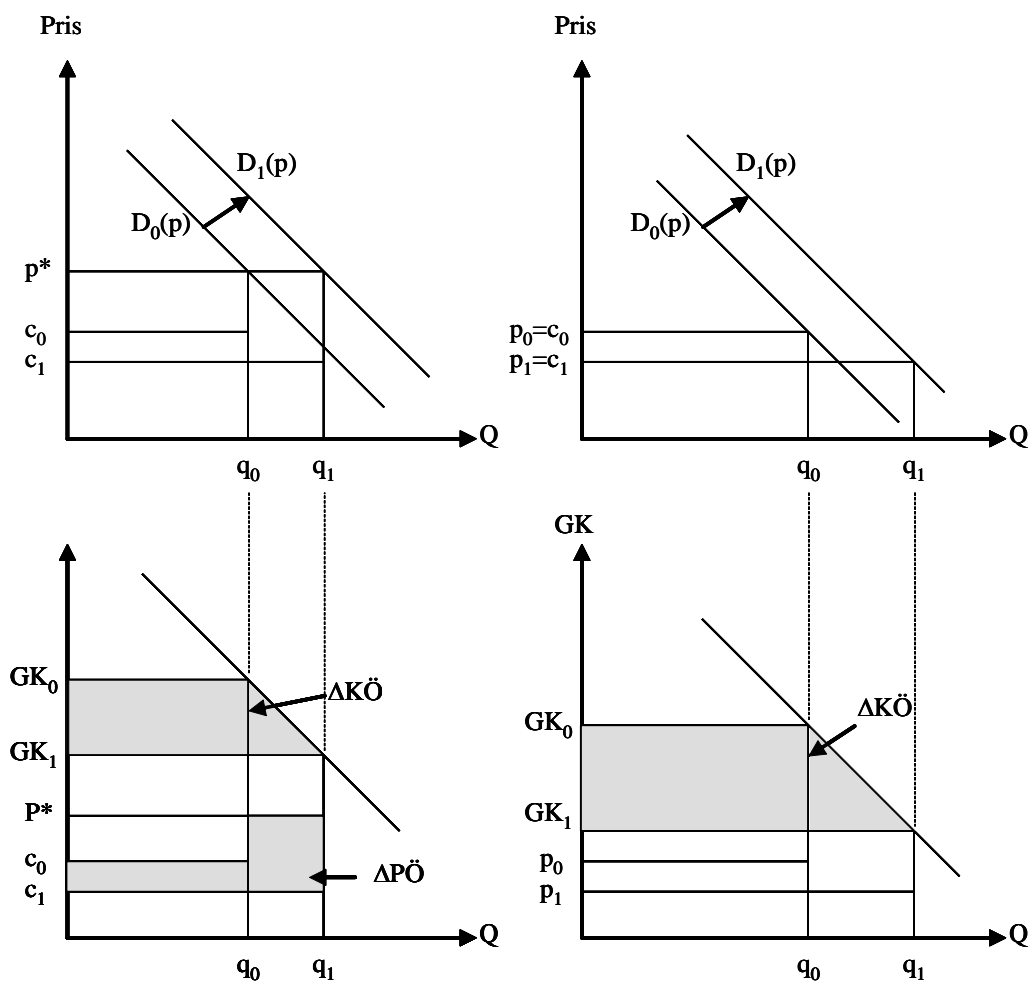 Pris
D₁(p)
D₀(p)
p*
c₀
c₁
Q
q₀ q₁
Pris
D₁(p)
D₀(p)
p₀=c₀
p₁=c₁
Q
q₀ q₁
GK₀
ΔKÖ
GK₁
P*
c₀
ΔPÖ
c₁
Q
q₀ q₁
GK
GK₀
ΔKÖ
GK₁
p₀
p₁
Q
q₀ q₁